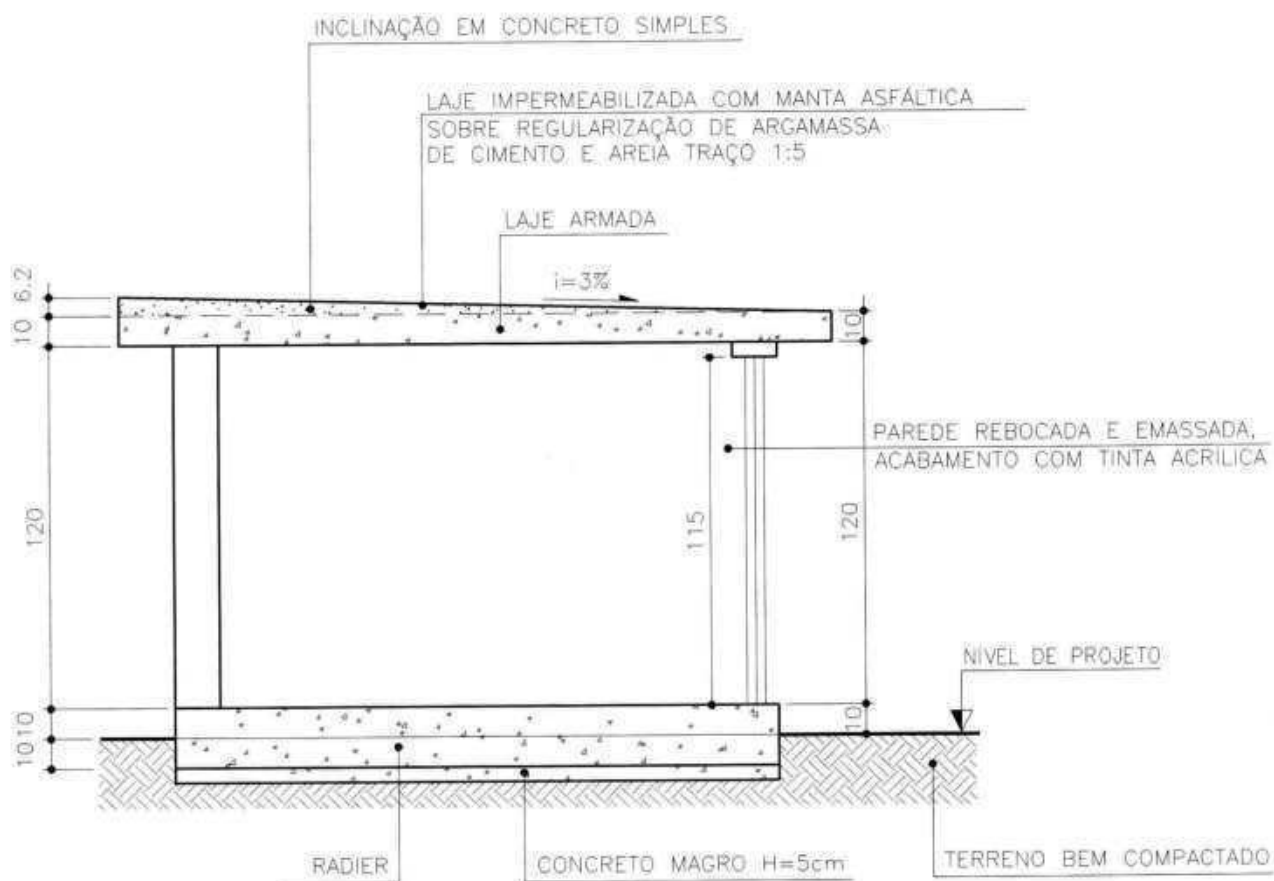 INCLINAÇÃO EM CONCRETO SIMPLES
LAJE IMPERMEABILIZADA COM MANTA ASFÁLTICA
SOBRE REGULARIZAÇÃO DE ARGAMASSA
DE CIMENTO E AREIA TRAÇO 1:5
LAJE ARMADA
i=3%
6.2
10
10
PAREDE REBOCADA E EMASSADA,
ACABAMENTO COM TINTA ACRÍLICA
120
115
120
NÍVEL DE PROJETO
10
10
10
RADIER
CONCRETO MAGRO H=5cm
TERRENO BEM COMPACTADO